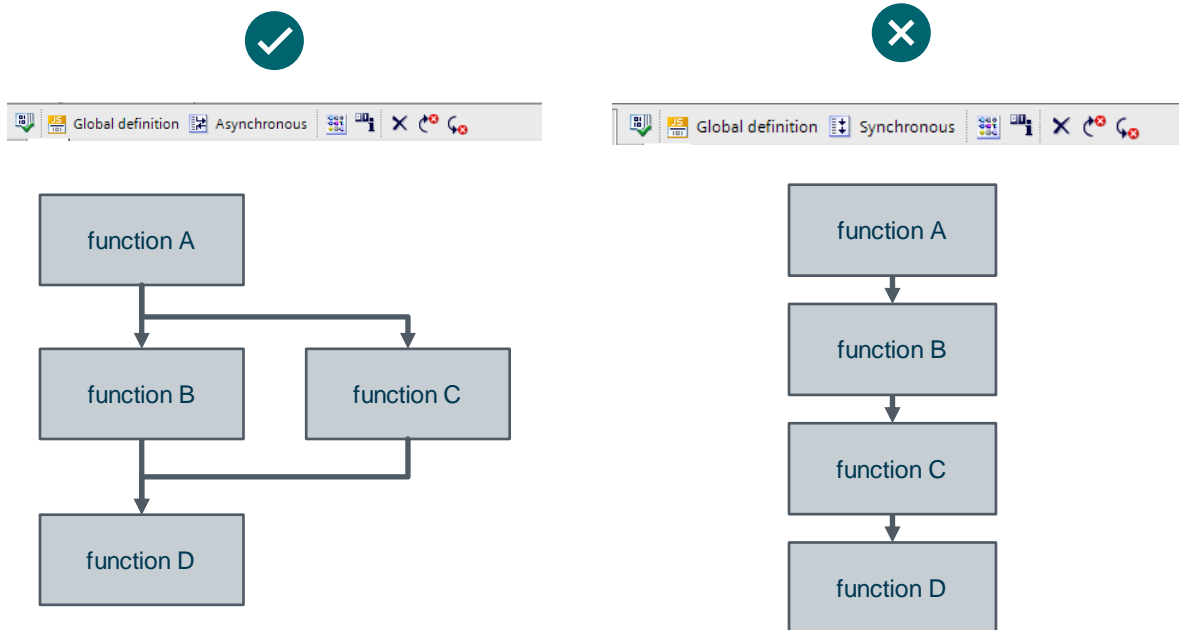 Global definition Asynchronous
function A
function B
function C
function D
Global definition Synchronous
function A
function B
function C
function D